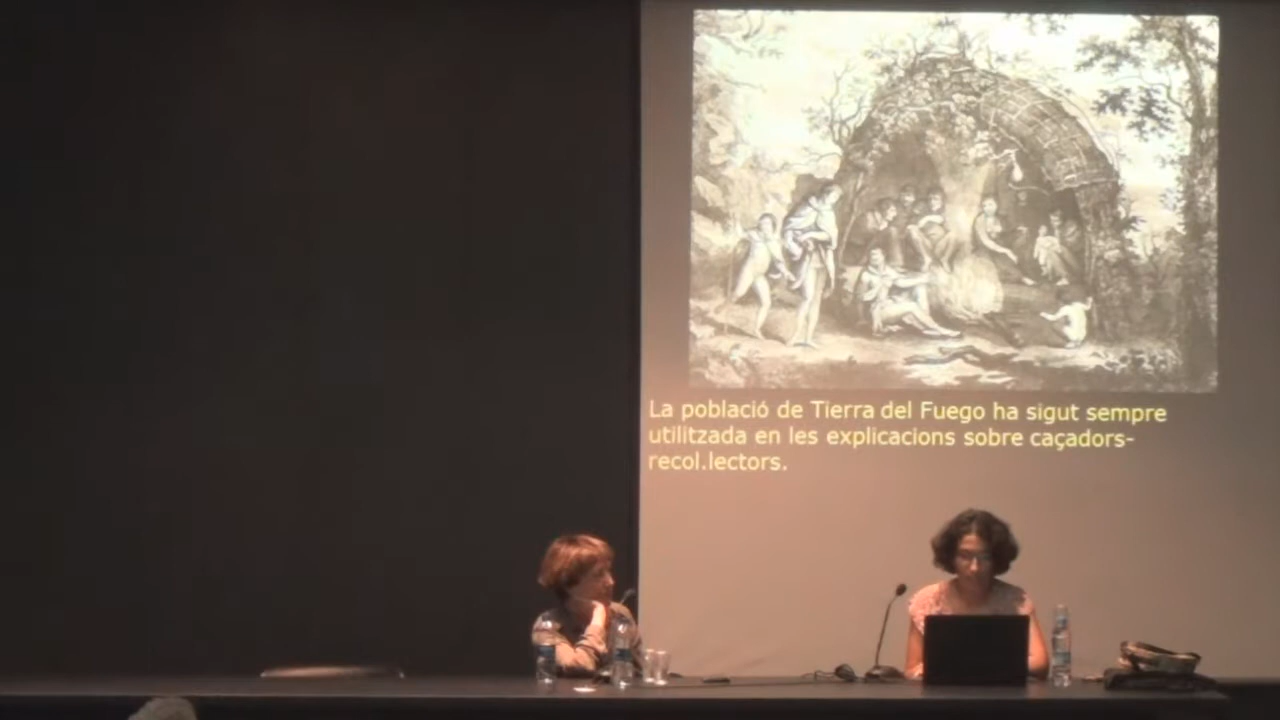 La població de Tierra del Fuego ha sigut sempre
utilitzada en les explicacions sobre caçadors-
recol.lectors.